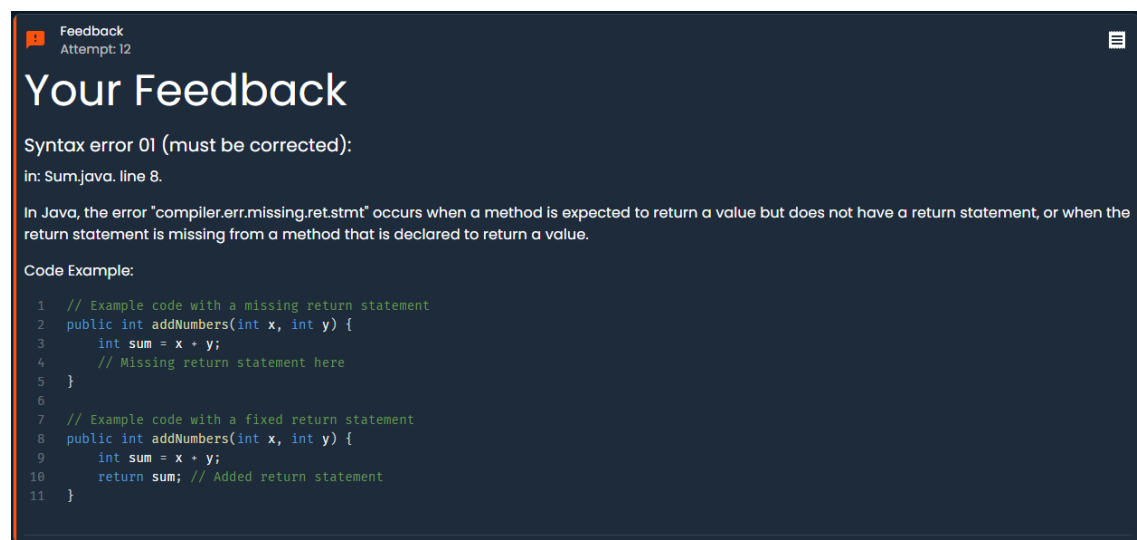 Feedback
Attempt: 12
Your Feedback
Syntax error 01 (must be corrected):
in: Sum.java. line 8.
In Java, the error "compiler.err.missing.ret.stmt" occurs when a method is expected to return a value but does not have a return statement, or when the
return statement is missing from a method that is declared to return a value.
Code Example:
1 // Example code with a missing return statement
2 public int addNumbers(int x, int y) {
3     int sum = x + y;
4     // Missing return statement here
5 }
6
7 // Example code with a fixed return statement
8 public int addNumbers(int x, int y) {
9     int sum = x + y;
10     return sum; // Added return statement
11 }